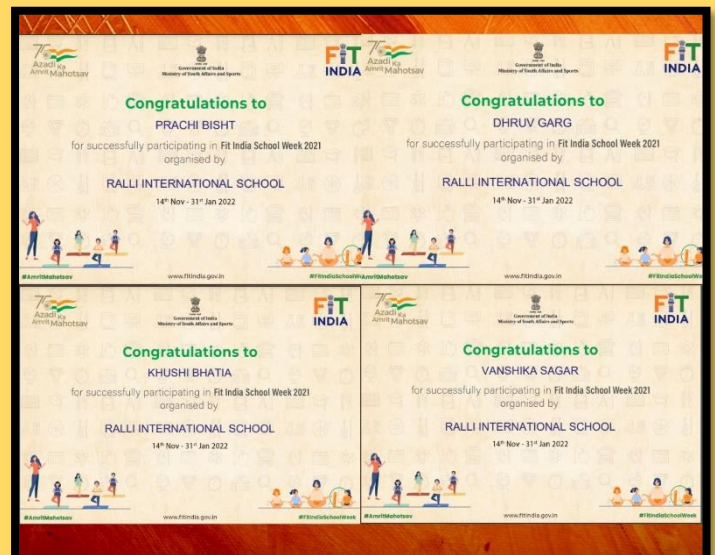 75
Azadi Ka
Amrit Mahotsav
Government of India
Ministry of Youth Affairs and Sports
FIT
INDIA
Congratulations to
PRACHI BISHT
for successfully participating in Fit India School Week 2021
organised by
RALLI INTERNATIONAL SCHOOL
14th Nov - 31st Jan 2022
#AmritMahotsav
www.fitindia.gov.in
#FitIndiaSchoolWe
75
Azadi Ka
Amrit Mahotsav
Government of India
Ministry of Youth Affairs and Sports
FIT
INDIA
Congratulations to
DHRUV GARG
for successfully participating in Fit India School Week 2021
organised by
RALLI INTERNATIONAL SCHOOL
14th Nov - 31st Jan 2022
#AmritMahotsav
www.fitindia.gov.in
#FitIndiaSchoolWe
75
Azadi Ka
Amrit Mahotsav
Government of India
Ministry of Youth Affairs and Sports
FIT
INDIA
Congratulations to
KHUSHI BHATIA
for successfully participating in Fit India School Week 2021
organised by
RALLI INTERNATIONAL SCHOOL
14th Nov - 31st Jan 2022
#AmritMahotsav
www.fitindia.gov.in
#FitIndiaSchoolWeek
75
Azadi Ka
Amrit Mahotsav
Government of India
Ministry of Youth Affairs and Sports
FIT
INDIA
Congratulations to
VANSHIKA SAGAR
for successfully participating in Fit India School Week 2021
organised by
RALLI INTERNATIONAL SCHOOL
14th Nov - 31st Jan 2022
#AmritMahotsav
www.fitindia.gov.in
#FitIndiaSchoolWeek